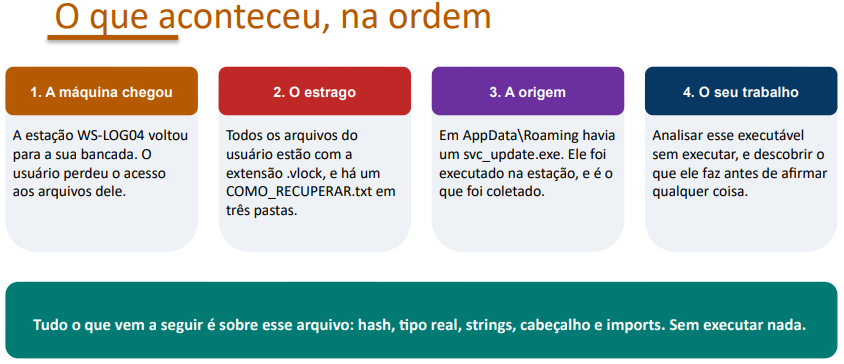 O que aconteceu, na ordem
1. A máquina chegou
A estação WS-LOG04 voltou
para a sua bancada. O
usuário perdeu o acesso
aos arquivos dele.
2. O estrago
Todos os arquivos do
usuário estão com a
extensão .vlock, e há um
COMO_RECUPERAR.txt em
três pastas.
3. A origem
Em AppData\Roaming havia
um svc_update.exe. Ele foi
executado na estação, e é o
que foi coletado.
4. O seu trabalho
Analisar esse executável
sem executar, e descobrir o
que ele faz antes de afirmar
qualquer coisa.
Tudo o que vem a seguir é sobre esse arquivo: hash, tipo real, strings, cabeçalho e imports. Sem executar nada.